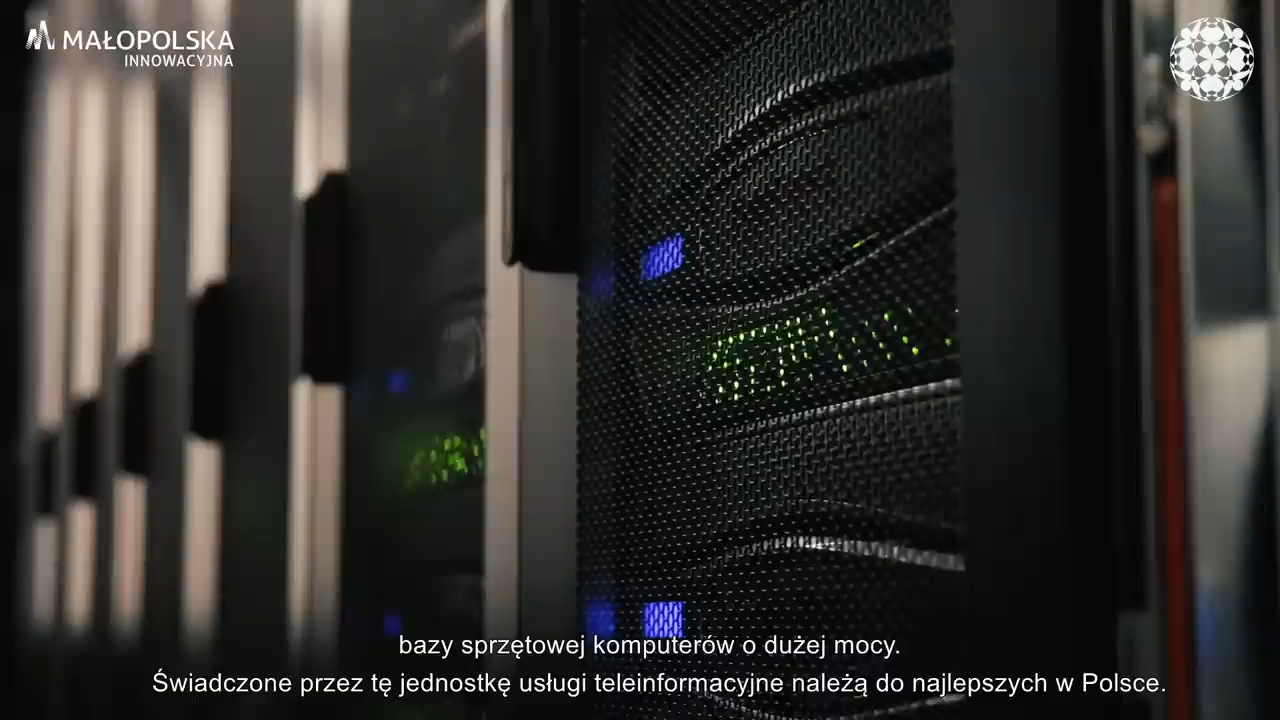 MAŁOPOLSKA
INNOWACYJNA
bazy sprzętowej komputerów o dużej mocy.
Świadczone przez tę jednostkę usługi teleinformacyjne należą do najlepszych w Polsce.